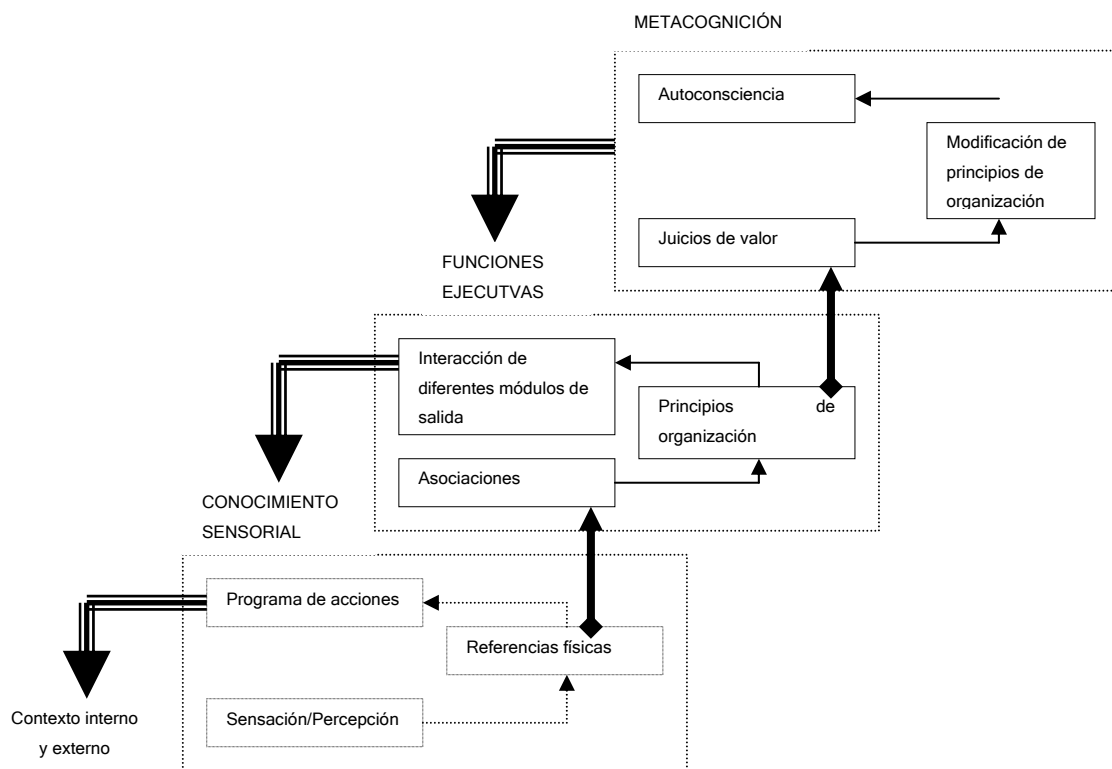 METACOGNICIÓN
Autoconsciencia
Modificación de
principios de
organización
Juicios de valor
FUNCIONES
EJECUTVAS
Interacción de
diferentes módulos de
salida
Principios de
organización
Asociaciones
CONOCIMIENTO
SENSORIAL
Programa de acciones
Referencias físicas
Sensación/Percepción
Contexto interno
y externo